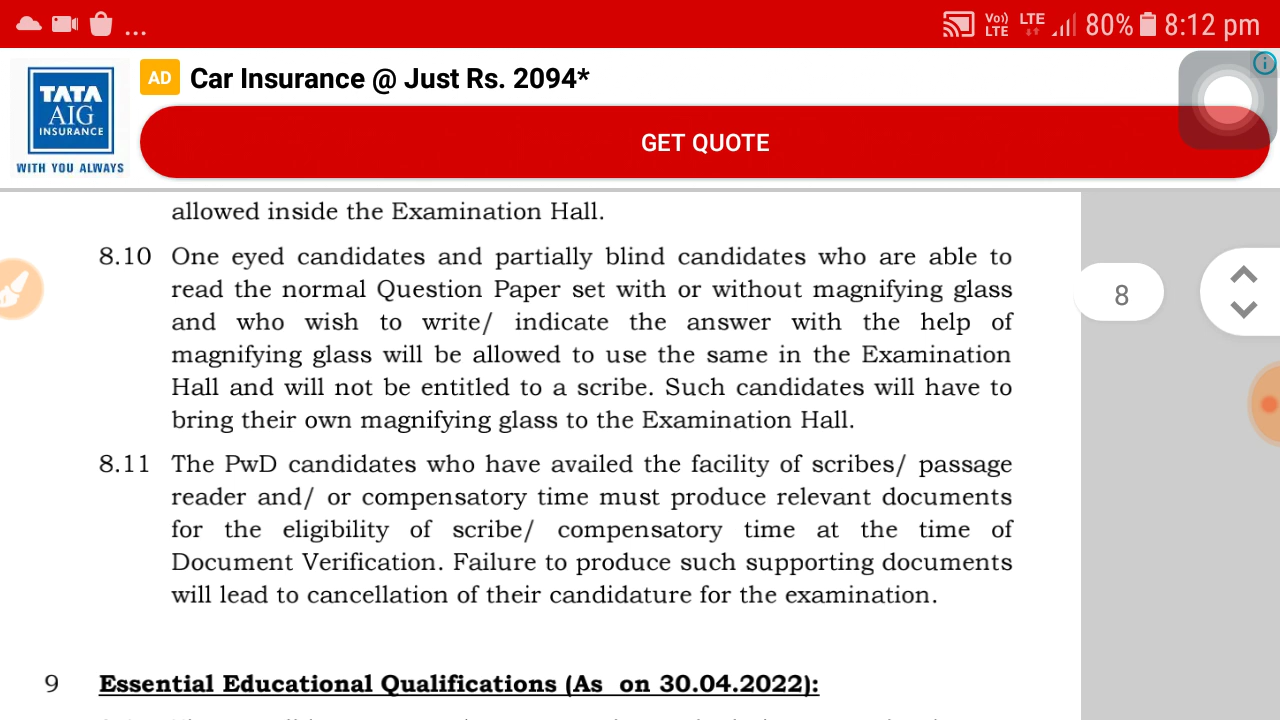 ...
Vo))
LTE
LTE
80%
8:12 pm
TATA
AIG
INSURANCE
WITH YOU ALWAYS
AD
Car Insurance @ Just Rs. 2094*
GET QUOTE
allowed inside the Examination Hall.
8.10 One eyed candidates and partially blind candidates who are able to
read the normal Question Paper set with or without magnifying glass
and who wish to write/ indicate the answer with the help of
magnifying glass will be allowed to use the same in the Examination
Hall and will not be entitled to a scribe. Such candidates will have to
bring their own magnifying glass to the Examination Hall.
8
8.11 The PwD candidates who have availed the facility of scribes/ passage
reader and/ or compensatory time must produce relevant documents
for the eligibility of scribe/ compensatory time at the time of
Document Verification. Failure to produce such supporting documents
will lead to cancellation of their candidature for the examination.
9 Essential Educational Qualifications (As on 30.04.2022):